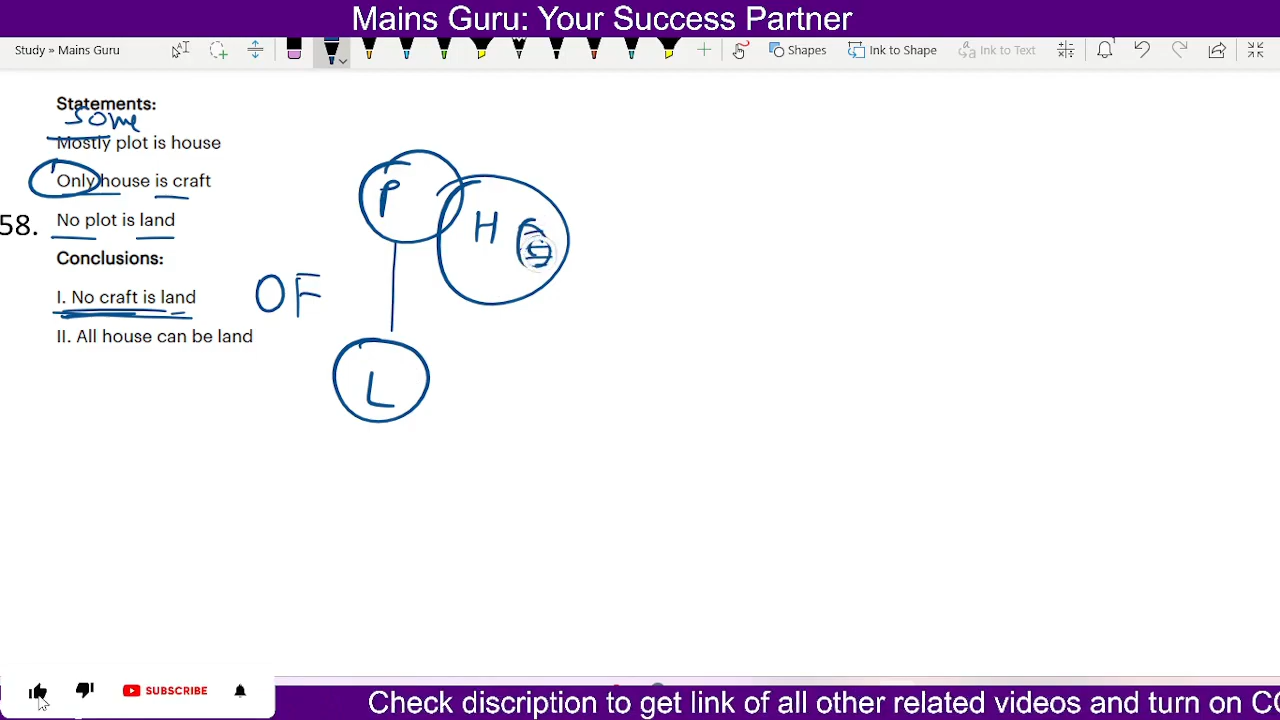 Mains Guru: Your Success Partner
Study » Mains Guru
Shapes
Ink to Shape
Ink to Text
Statements:
some
Mostly plot is house
Only house is craft
58. No plot is land
Conclusions:
I. No craft is land
II. All house can be land
P
H
OF
L
SUBSCRIBE
Check discription to get link of all other related videos and turn on CO